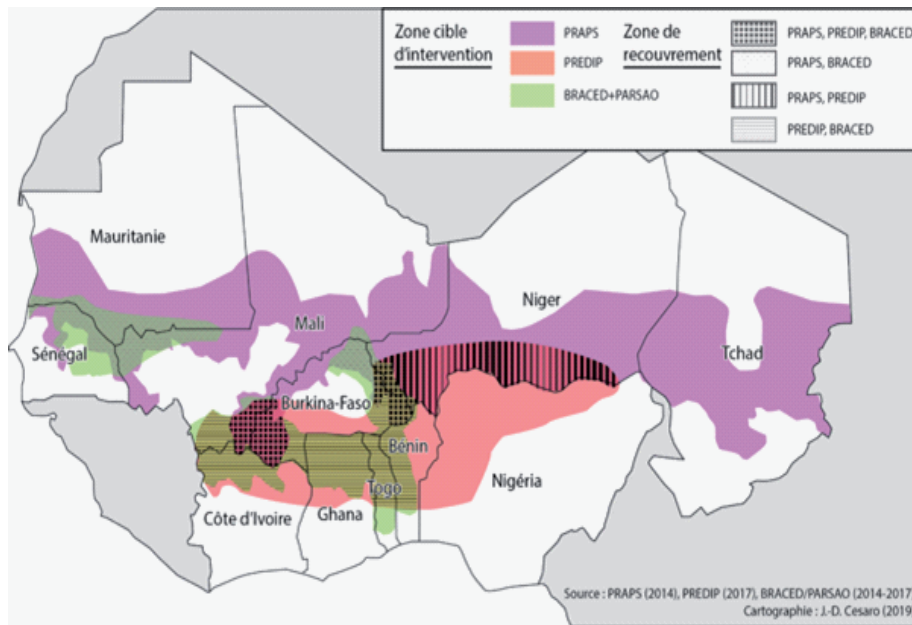 Zone cible
d'intervention
PRAPS
PREDIP
BRACED+PARSAO
Zone de
recouvrement
PRAPS, PREDIP, BRACED
PRAPS, BRACED
PRAPS, PREDIP
PREDIP, BRACED
Mauritanie
Niger
Mali
Sénégal
Tchad
Burkina-Faso
Bénin
Nigéria
Togo
Côte d'Ivoire
Ghana
Source : PRAPS (2014), PREDIP (2017), BRACED/PARSAO (2014-2017)
Cartographie : J.-D. Cesaro (2019)